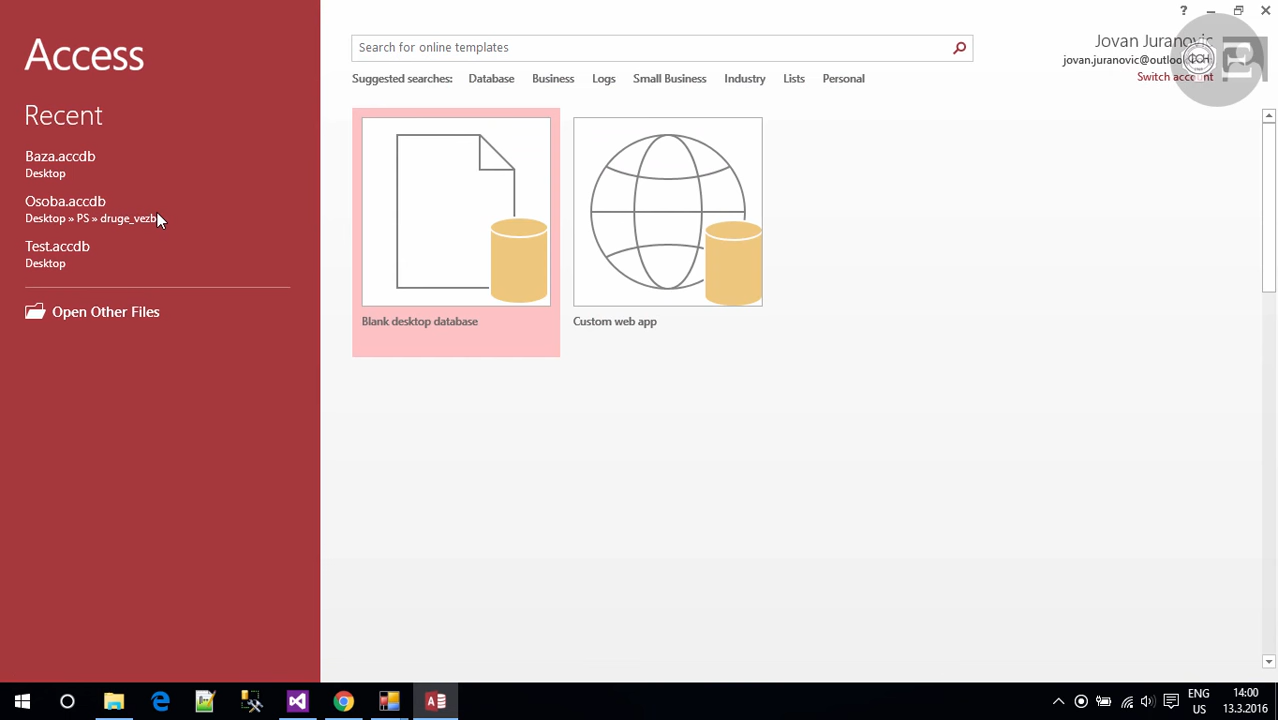 ?
Access
Search for online templates
Jovan Juranovic
jovan.juranovic@outlook
Suggested searches: Database Business Logs Small Business Industry Lists Personal
Switch account
Recent
Baza.accdb
Desktop
Osoba.accdb
Desktop » PS » druge_vezb
Test.accdb
Desktop
Open Other Files
Blank desktop database
Custom web app
ENG
US
14:00
13.3.2016